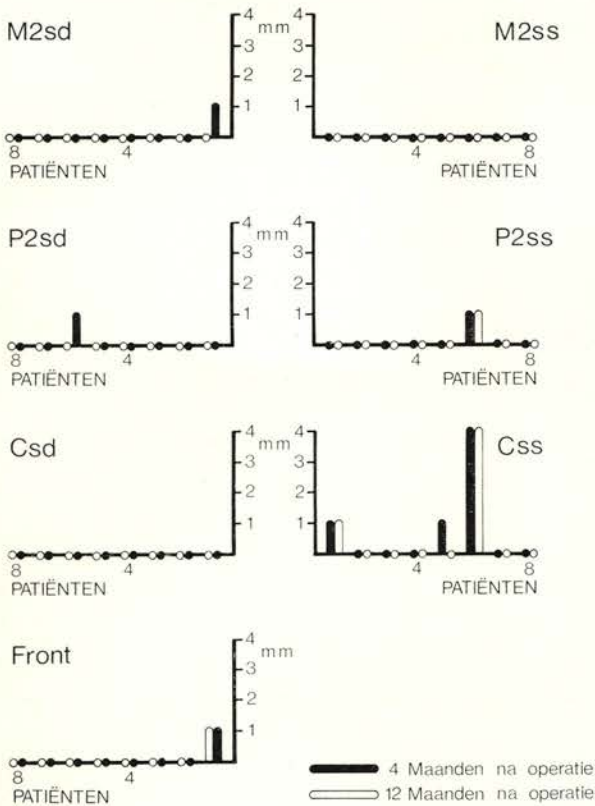 M2sd 4 mm 4 M2ss
3 3
2 2
1 1
8 4 4 8
PATIËNTEN PATIËNTEN
P2sd 4 mm 4 P2ss
3 3
2 2
1 1
8 4 4 8
PATIËNTEN PATIËNTEN
Csd 4 mm 4 Css
3 3
2 2
1 1
8 4 4 8
PATIËNTEN PATIËNTEN
Front 4 mm
3
2
1
8 4
PATIËNTEN
4 Maanden na operatie
12 Maanden na operatie